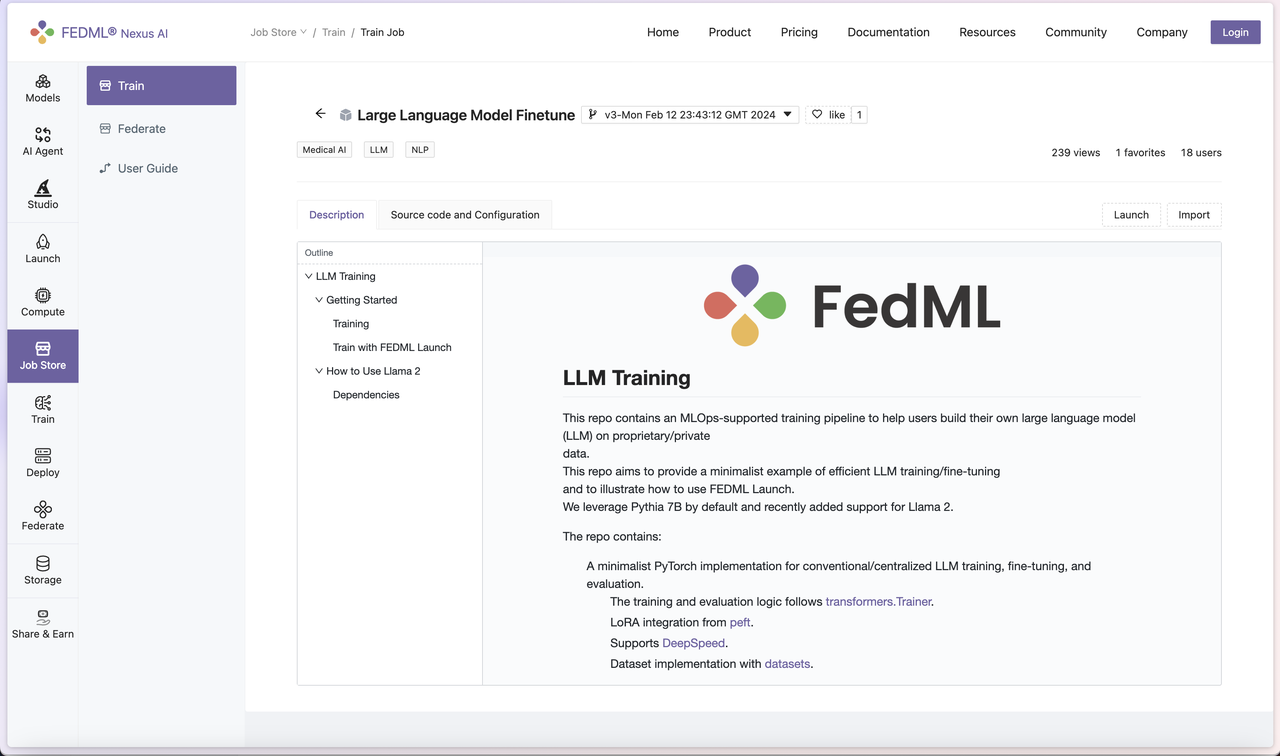 FEDML® Nexus AI
Job Store / Train / Train Job
Home Product Pricing Documentation Resources Community Company Login
Models
AI Agent
Studio
Launch
Compute
Job Store
Train
Deploy
Federate
Storage
Share & Earn
Train
Federate
User Guide
Large Language Model Finetune v3-Mon Feb 12 23:43:12 GMT 2024 like 1
Medical AI LLM NLP
239 views 1 favorites 18 users
Description Source code and Configuration
Launch Import
Outline
LLM Training
Getting Started
Training
Train with FEDML Launch
How to Use Llama 2
Dependencies
FedML
LLM Training
This repo contains an MLOps-supported training pipeline to help users build their own large language model
(LLM) on proprietary/private
data.
This repo aims to provide a minimalist example of efficient LLM training/fine-tuning
and to illustrate how to use FEDML Launch.
We leverage Pythia 7B by default and recently added support for Llama 2.
The repo contains:
A minimalist PyTorch implementation for conventional/centralized LLM training, fine-tuning, and
evaluation.
The training and evaluation logic follows transformers.Trainer.
LoRA integration from peft.
Supports DeepSpeed.
Dataset implementation with datasets.